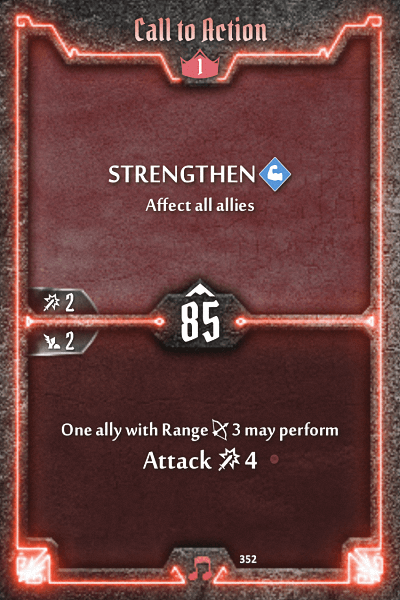 Call to Action
1
STRENGTHEN
Affect all allies
2
85
2
One ally with Range 3 may perform
Attack 4
352